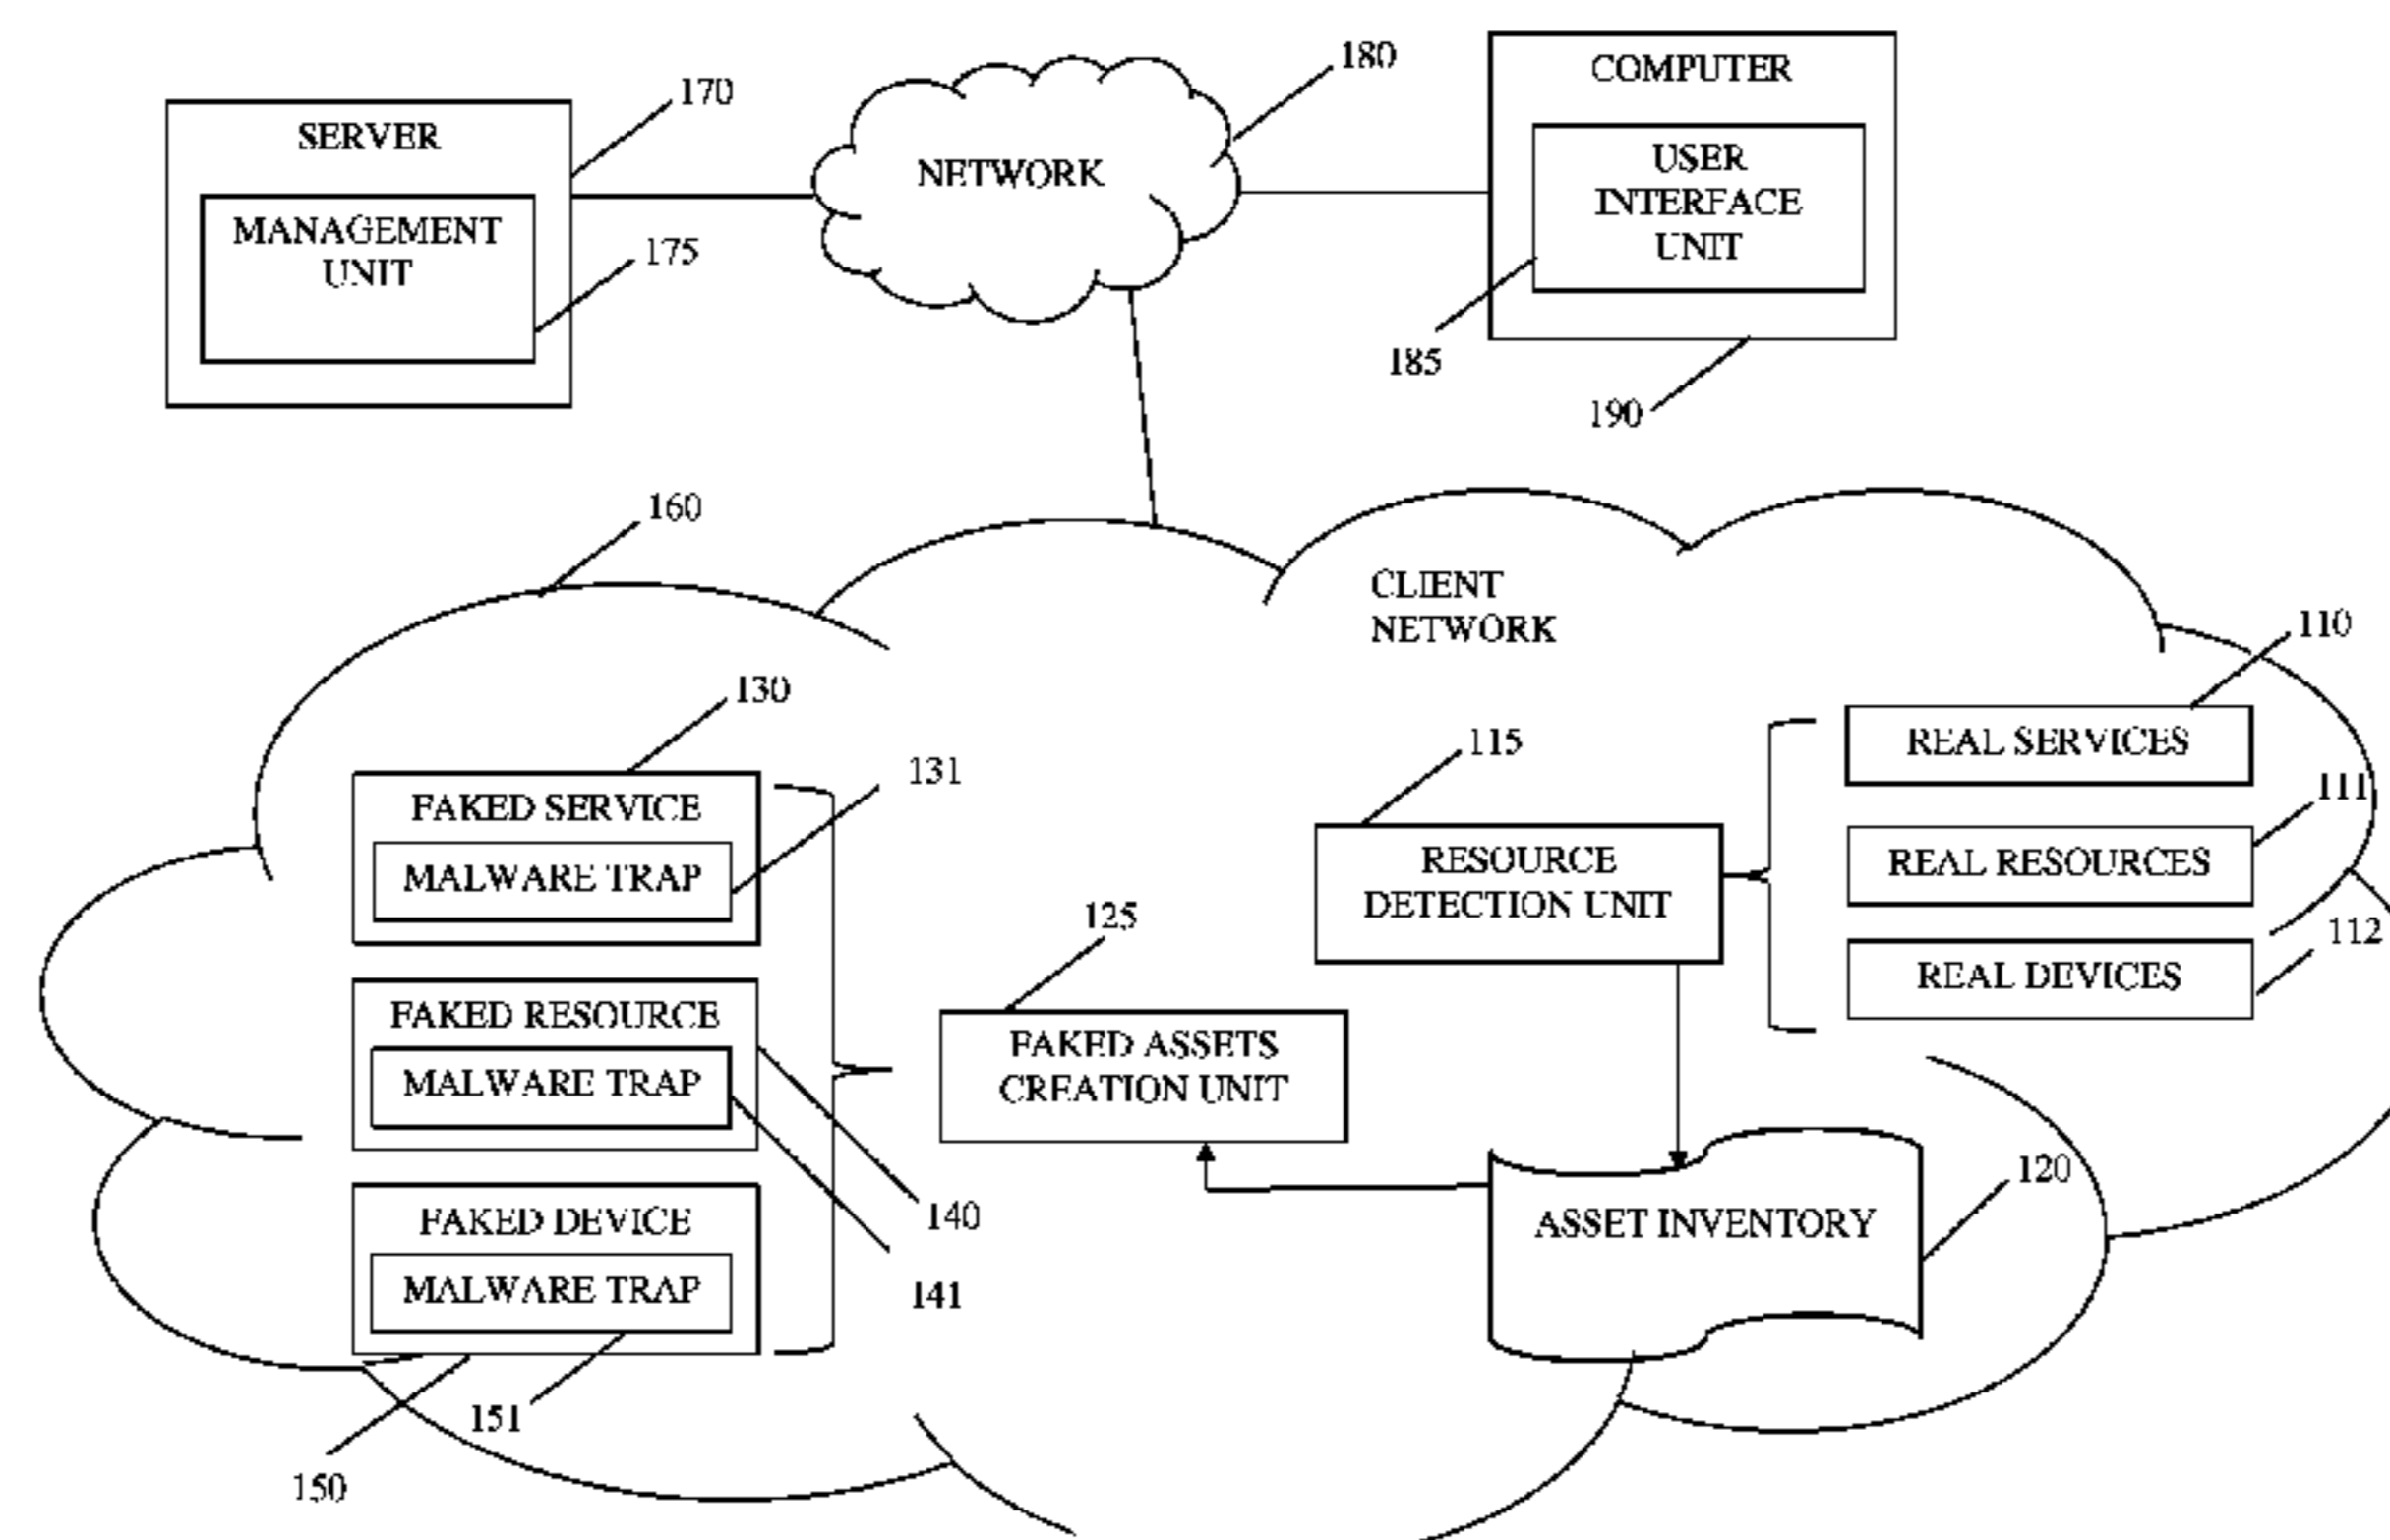 180
COMPUTER
170
SERVER
NETWORK
USER
INTERFACE
UNIT
MANAGEMENT
UNIT
175
185
190
160
CLIENT
NETWORK
110
130
115
131
REAL SERVICES
FAKED SERVICE
111
MALWARE TRAP
RESOURCE
DETECTION UNIT
REAL RESOURCES
125
112
REAL DEVICES
FAKED RESOURCE
FAKED ASSETS
CREATION UNIT
MALWARE TRAP
120
FAKED DEVICE
140
ASSET INVENTORY
MALWARE TRAP
141
151
150